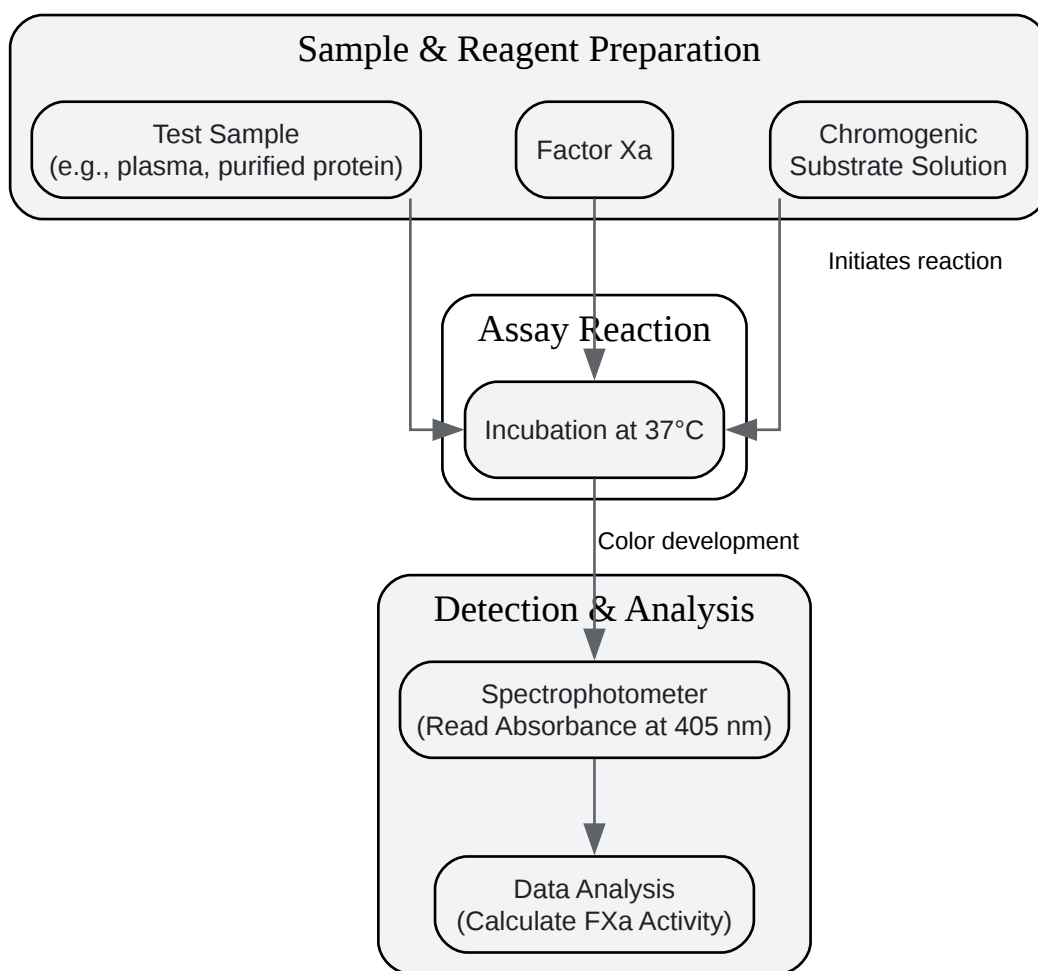 Sample & Reagent Preparation
Test Sample
(e.g., plasma, purified protein)
Factor Xa
Chromogenic
Substrate Solution
Initiates reaction
Assay Reaction
Incubation at 37°C
Color development
Detection & Analysis
Spectrophotometer
(Read Absorbance at 405 nm)
Data Analysis
(Calculate FXa Activity)